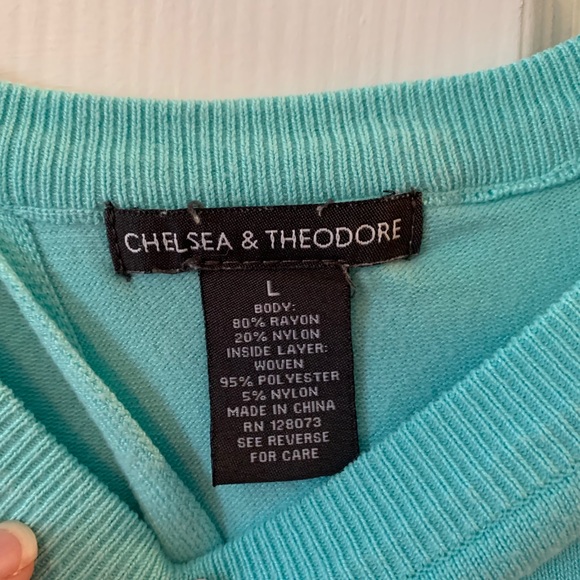 CHELSEA & THEODORE
L
BODY:
80% RAYON
20% NYLON
INSIDE LAYER:
WOVEN
95% POLYESTER
5% NYLON
MADE IN CHINA
RN 128073
SEE REVERSE
FOR CARE